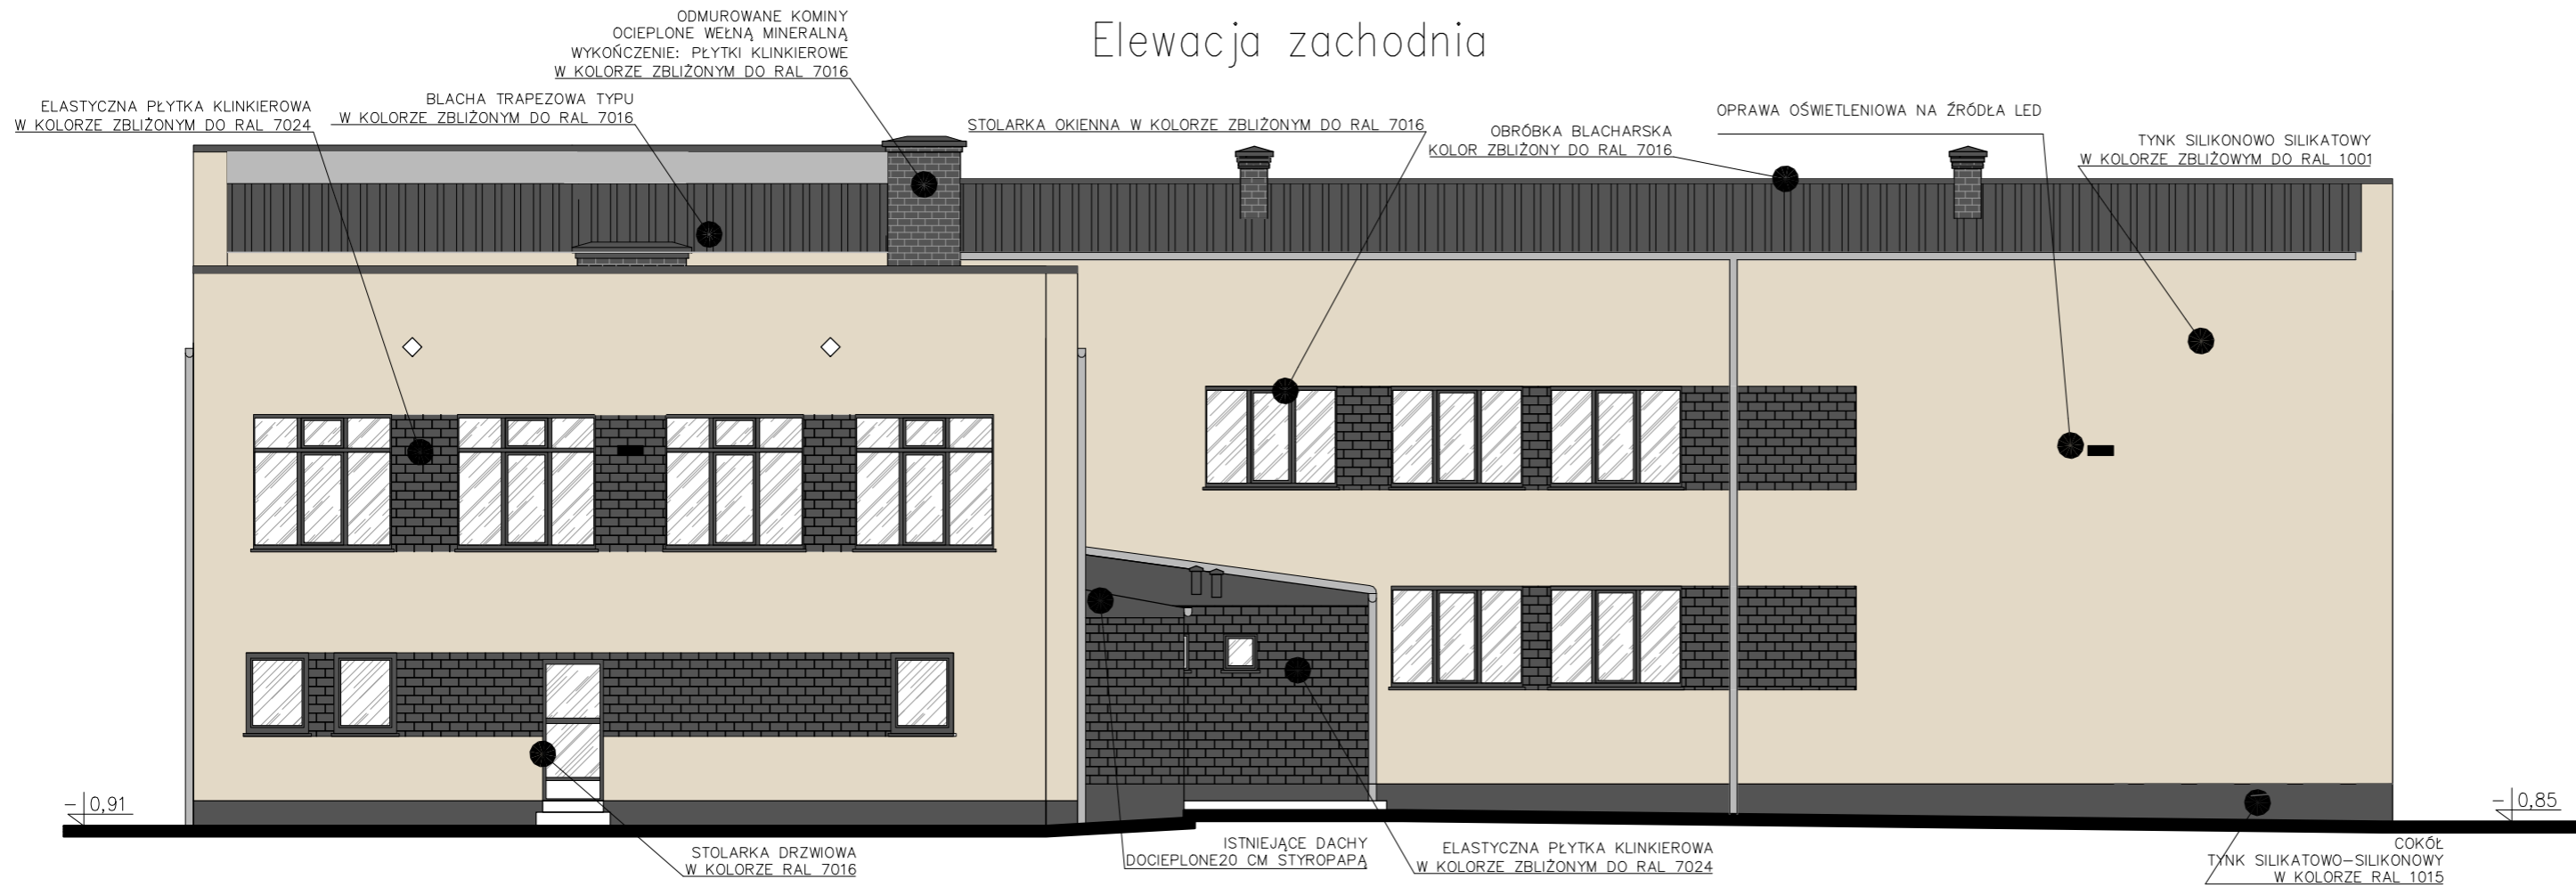 Elewacja zachodnia
ODMUROWANE KOMINY
OCIEPLONE WEŁNĄ MINERALNĄ
WYKOŃCZENIE: PŁYTKI KLINKIEROWE
W KOLORZE ZBLIŻONYM DO RAL 7016
ELASTYCZNA PŁYTKA KLINKIEROWA
W KOLORZE ZBLIŻONYM DO RAL 7024
BLACHA TRAPEZOWA TYPU
W KOLORZE ZBLIŻONYM DO RAL 7016
STOLARKA OKIENNA W KOLORZE ZBLIŻONYM DO RAL 7016
OBRÓBKA BLACHARSKA
KOLOR ZBLIŻONY DO RAL 7016
OPRAWA OŚWIETLENIOWA NA ŹRÓDŁA LED
TYNK SILIKONOWO SILIKATOWY
W KOLORZE ZBLIŻOWYM DO RAL 1001
- 0,91
- 0,85
STOLARKA DRZWIOWA
W KOLORZE RAL 7016
ISTNIEJĄCE DACHY
DOCIEPLONE20 CM STYROPAPĄ
ELASTYCZNA PŁYTKA KLINKIEROWA
W KOLORZE ZBLIŻONYM DO RAL 7024
COKÓŁ
TYNK SILIKATOWO-SILIKONOWY
W KOLORZE RAL 1015